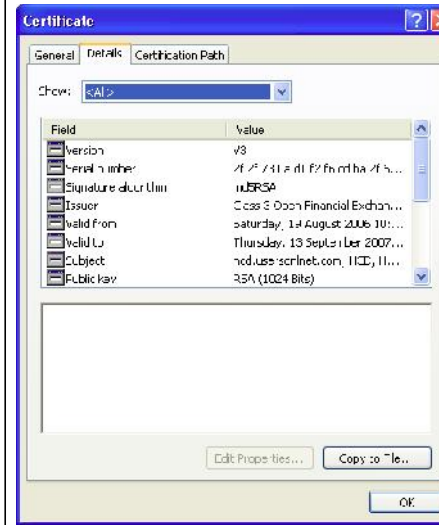 Certificate
General Details Certification Path
Show: <All>
Field Value
Version V3
Serial number
Signature algorithm md5RSA
Issuer Class 3 Open Financial Exchan...
Valid from Saturday, 19 August 2006 10:...
Valid to Thursday, 13 September 2007...
Subject
Public key RSA (1024 Bits)
Edit Properties... Copy to File...
OK